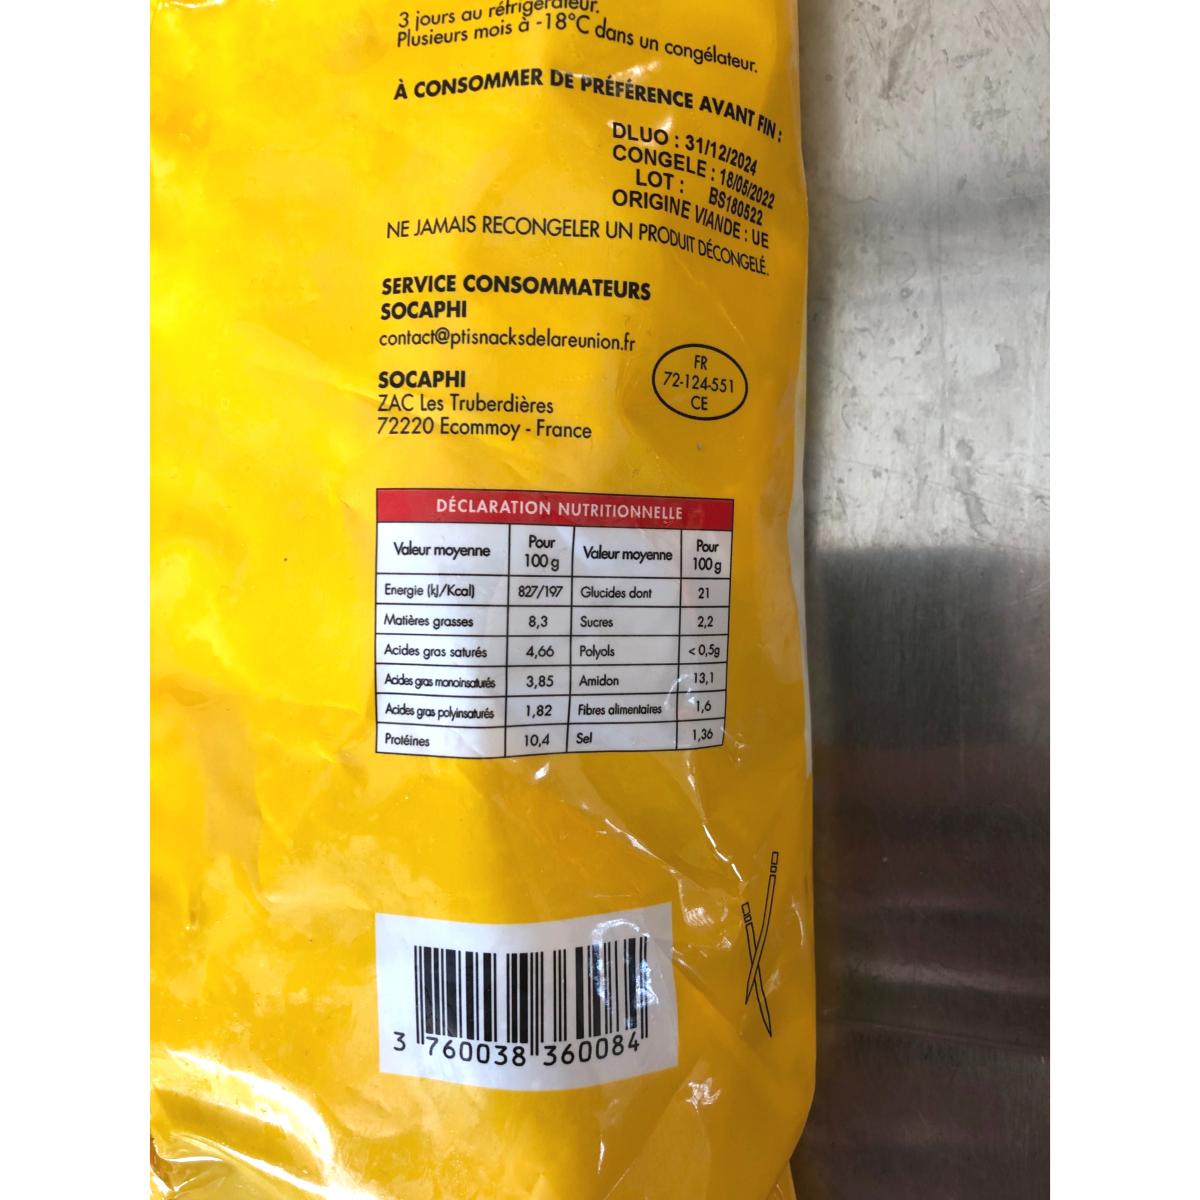 3 jours au réfrigérateur.
Plusieurs mois à -18°C dans un congélateur.
À CONSOMMER DE PRÉFÉRENCE AVANT FIN :
DLUO : 31/12/2024
CONGELE : 18/05/2022
LOT : BS180522
ORIGINE VIANDE : UE
NE JAMAIS RECONGELER UN PRODUIT DÉCONGELÉ.
SERVICE CONSOMMATEURS
SOCAPHI
contact@ptisnacksdelareunion.fr
FR
72-124-551
CE
SOCAPHI
ZAC Les Truberdières
72220 Ecommoy - France
DÉCLARATION NUTRITIONNELLE
Valeur moyenne Pour 100 g Valeur moyenne Pour 100 g
Energie (kJ/Kcal) 827/197 Glucides dont 21
Matières grasses 8,3 Sucres 2,2
Acides gras saturés 4,66 Polyols < 0,5g
Acides gras monoinsaturés 3,85 Amidon 13,1
Acides gras polyinsaturés 1,82 Fibres alimentaires 1,6
Protéines 10,4 Sel 1,36
3 760038 360084